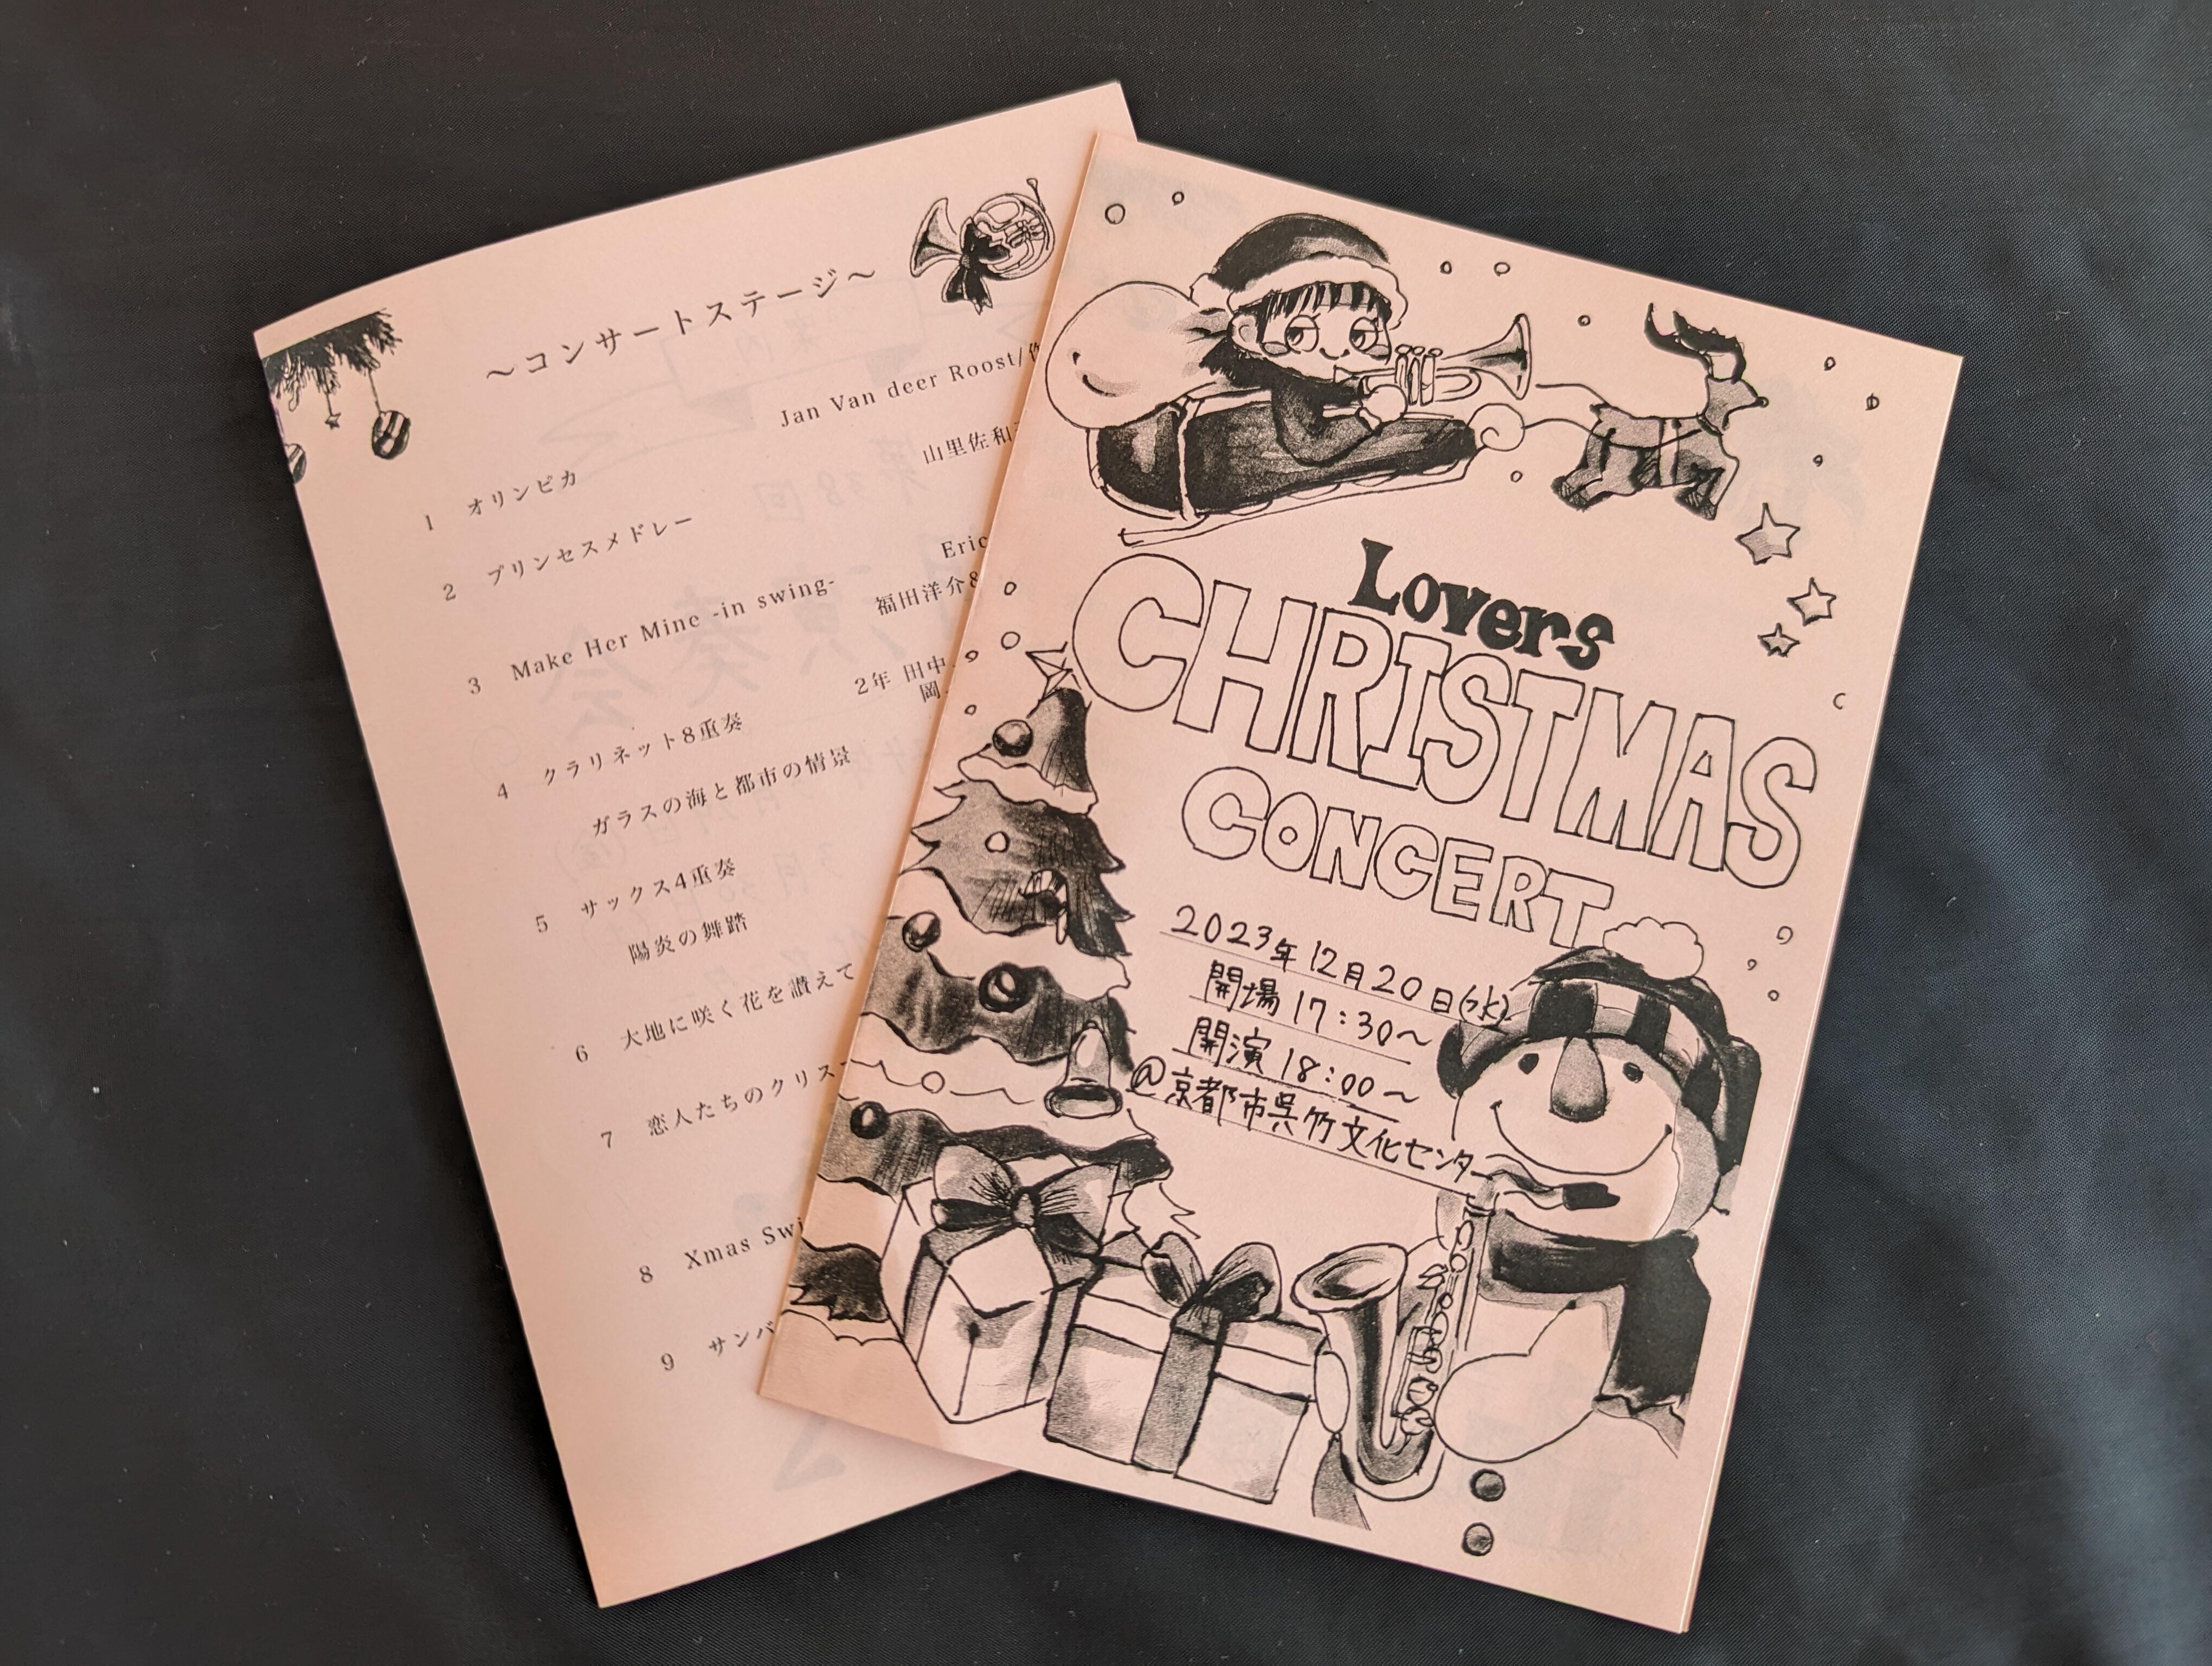 ～コンサートステージ～
Jan Van deer Roost/
1 オリンピカ
山里佐和
2 プリンセスメドレー
Eric
3 Make Her Mine -in swing-
福田洋介
4 クラリネット8重奏
2年 田中
岡
ガラスの海と都市の情景
5 サックス4重奏
陽炎の舞踏
6 大地に咲く花を讃えて
7 恋人たちのクリス
8 Xmas Swi
9 サンバ
Lovers
CHRISTMAS
CONCERT
2023年12月20日(水)
開場 17:30～
開演 18:00～
@京都市呉竹文化センター